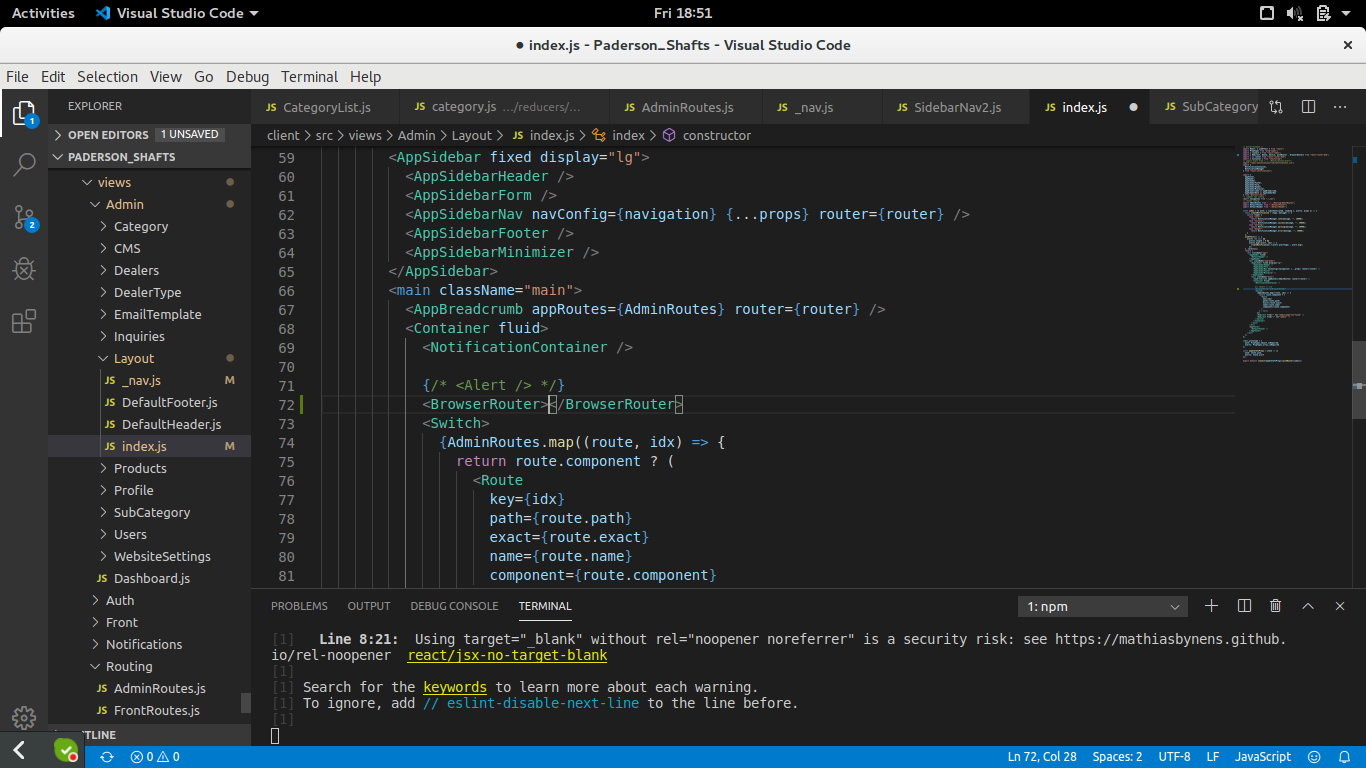 Activities Visual Studio Code Fri 18:51
● index.js - Paderson_Shafts - Visual Studio Code ×
File Edit Selection View Go Debug Terminal Help
EXPLORER
JS CategoryList.js JS category.js .../reducers/... JS AdminRoutes.js JS _nav.js JS SidebarNav2.js JS index.js ● JS SubCategory
OPEN EDITORS 1 UNSAVED
client > src > views > Admin > Layout > JS index.js > index > constructor
PADERSON_SHAFTS
views
Admin
Category
CMS
Dealers
DealerType
EmailTemplate
Inquiries
Layout
JS _nav.js M
JS DefaultFooter.js
JS DefaultHeader.js
JS index.js M
Products
Profile
SubCategory
Users
WebsiteSettings
JS Dashboard.js
Auth
Front
Notifications
Routing
JS AdminRoutes.js
JS FrontRoutes.js
TLINE
1
2
59 <AppSidebar fixed display="lg">
60 <AppSidebarHeader />
61 <AppSidebarForm />
62 <AppSidebarNav navConfig={navigation} {...props} router={router} />
63 <AppSidebarFooter />
64 <AppSidebarMinimizer />
65 </AppSidebar>
66 <main className="main">
67 <AppBreadcrumb appRoutes={AdminRoutes} router={router} />
68 <Container fluid>
69 <NotificationContainer />
70
71 {/* <Alert /> */}
72 <BrowserRouter></BrowserRouter>
73 <Switch>
74 {AdminRoutes.map((route, idx) => {
75 return route.component ? (
76 <Route
77 key={idx}
78 path={route.path}
79 exact={route.exact}
80 name={route.name}
81 component={route.component}
PROBLEMS OUTPUT DEBUG CONSOLE TERMINAL 1: npm
[1] Line 8:21: Using target="_blank" without rel="noopener noreferrer" is a security risk: see https://mathiasbynens.github.
io/rel-noopener react/jsx-no-target-blank
[1]
[1] Search for the keywords to learn more about each warning.
[1] To ignore, add // eslint-disable-next-line to the line before.
[1]
0 0 Ln 72, Col 28 Spaces: 2 UTF-8 LF JavaScript